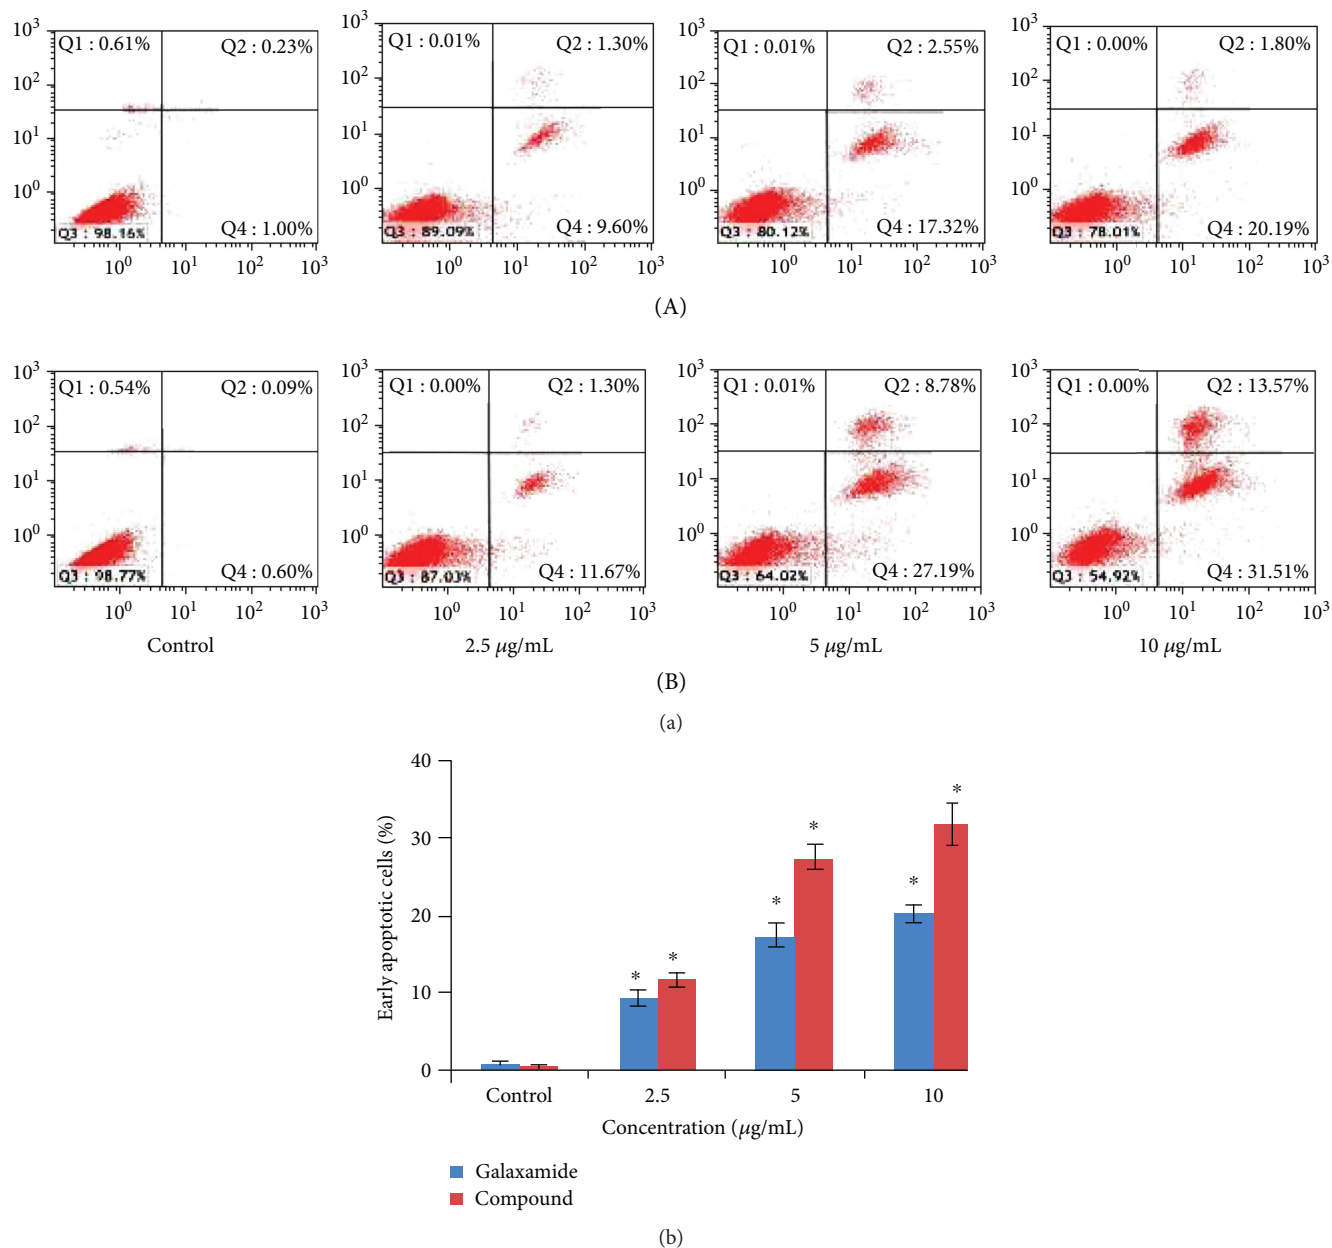 10³ 10² 10¹ 10⁰ Q1 : 0.61% Q2 : 0.23% Q3 : 98.16% Q4 : 1.00% 10⁰ 10¹ 10² 10³
10³ 10² 10¹ 10⁰ Q1 : 0.01% Q2 : 1.30% Q3 : 89.09% Q4 : 9.60% 10⁰ 10¹ 10² 10³
10³ 10² 10¹ 10⁰ Q1 : 0.01% Q2 : 2.55% Q3 : 80.12% Q4 : 17.32% 10⁰ 10¹ 10² 10³
10³ 10² 10¹ 10⁰ Q1 : 0.00% Q2 : 1.80% Q3 : 78.01% Q4 : 20.19% 10⁰ 10¹ 10² 10³
(A)
10³ 10² 10¹ 10⁰ Q1 : 0.54% Q2 : 0.09% Q3 : 98.77% Q4 : 0.60% 10⁰ 10¹ 10² 10³
10³ 10² 10¹ 10⁰ Q1 : 0.00% Q2 : 1.30% Q3 : 87.03% Q4 : 11.67% 10⁰ 10¹ 10² 10³
10³ 10² 10¹ 10⁰ Q1 : 0.01% Q2 : 8.78% Q3 : 64.02% Q4 : 27.19% 10⁰ 10¹ 10² 10³
10³ 10² 10¹ 10⁰ Q1 : 0.00% Q2 : 13.57% Q3 : 54.92% Q4 : 31.51% 10⁰ 10¹ 10² 10³
Control 2.5 μg/mL 5 μg/mL 10 μg/mL
(B)
(a)
Early apoptotic cells (%)
40
30
20
10
0
* * * * * *
Control 2.5 5 10
Concentration (μg/mL)
Galaxamide
Compound
(b)